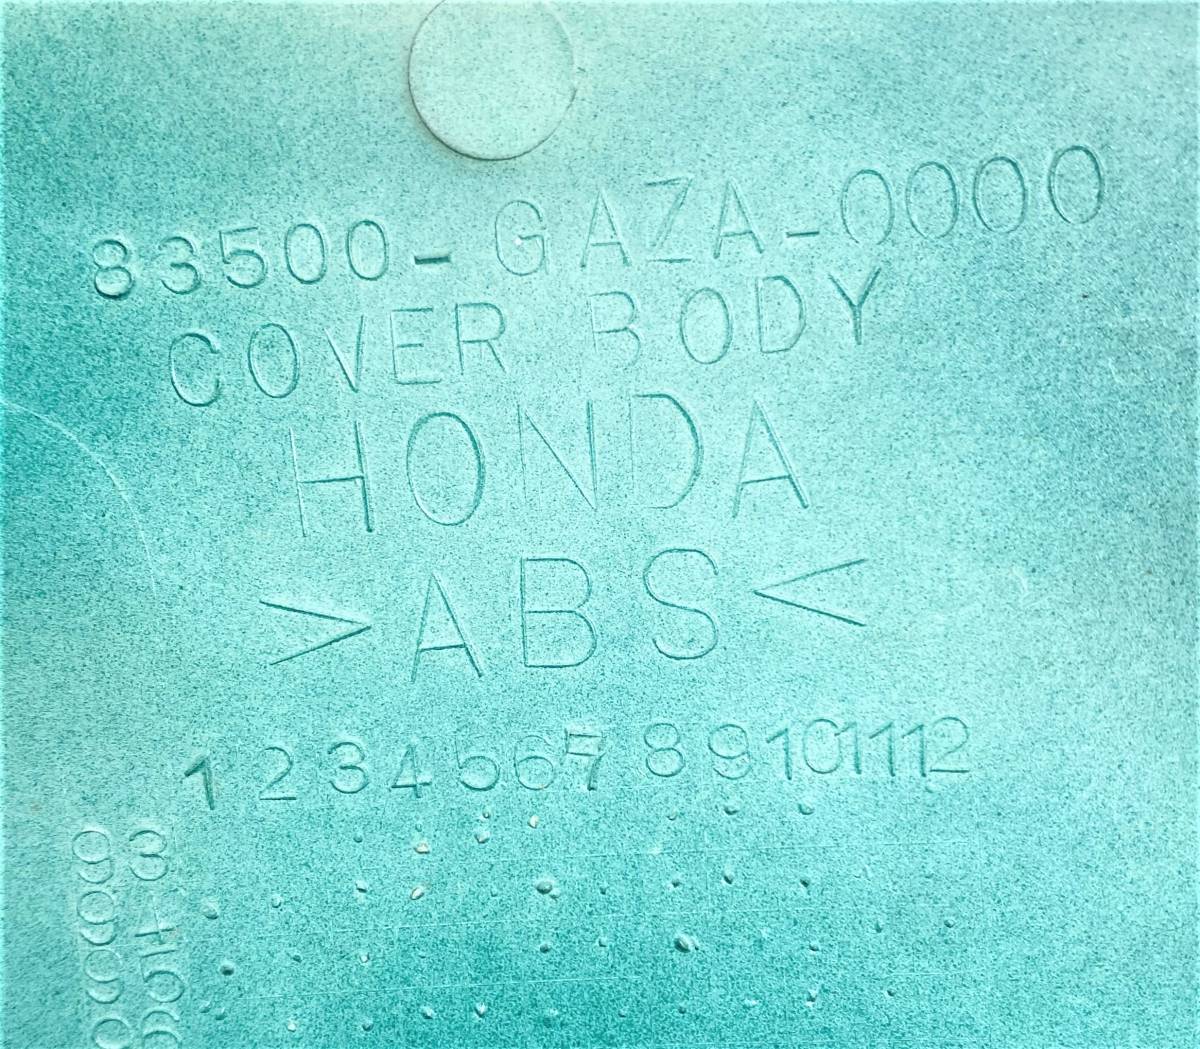 83500-GAZA-0000
COVER BODY
HONDA
>ABS<
1 2 3 4 5 6 7 8 9 10 11 12
93
94
95
96